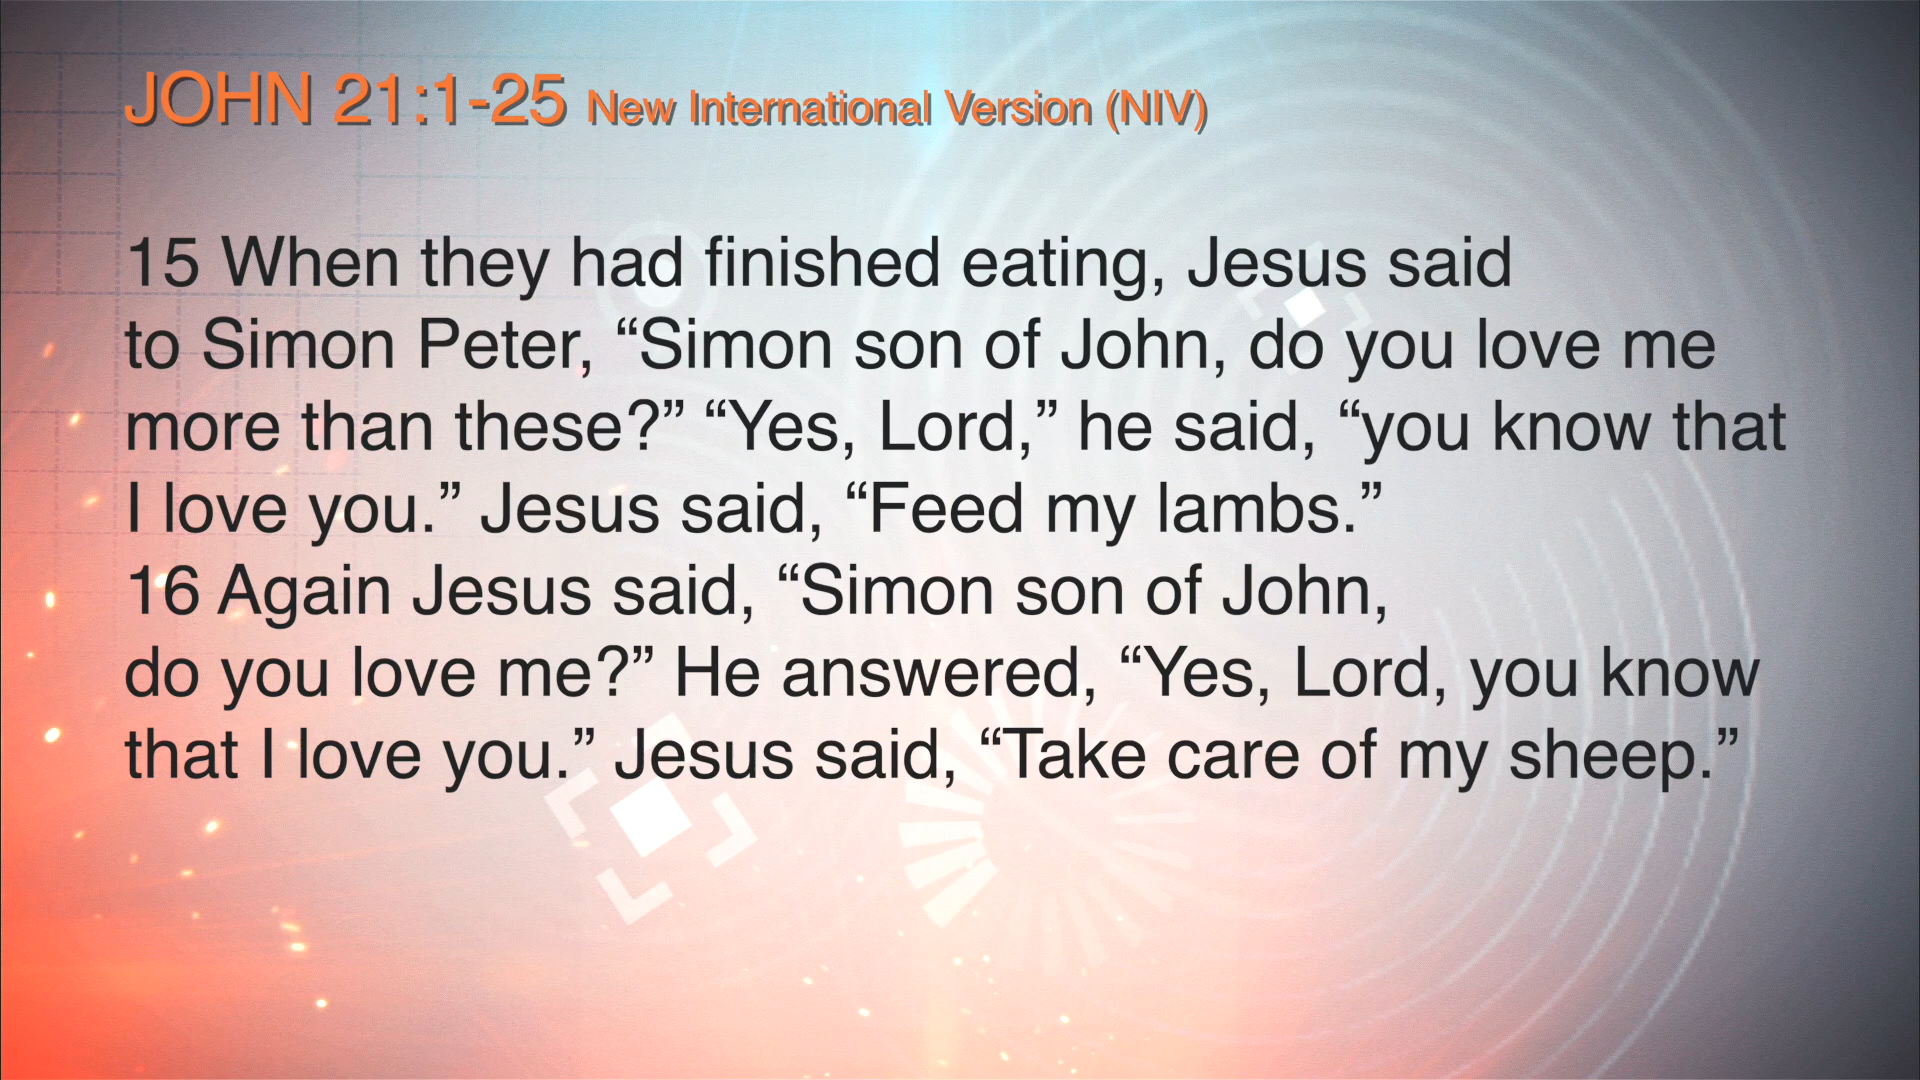 JOHN 21:1-25 New International Version (NIV)
15 When they had finished eating, Jesus said
to Simon Peter, “Simon son of John, do you love me
more than these?” “Yes, Lord,” he said, “you know that
I love you.” Jesus said, “Feed my lambs.”
16 Again Jesus said, “Simon son of John,
do you love me?” He answered, “Yes, Lord, you know
that I love you.” Jesus said, “Take care of my sheep.”